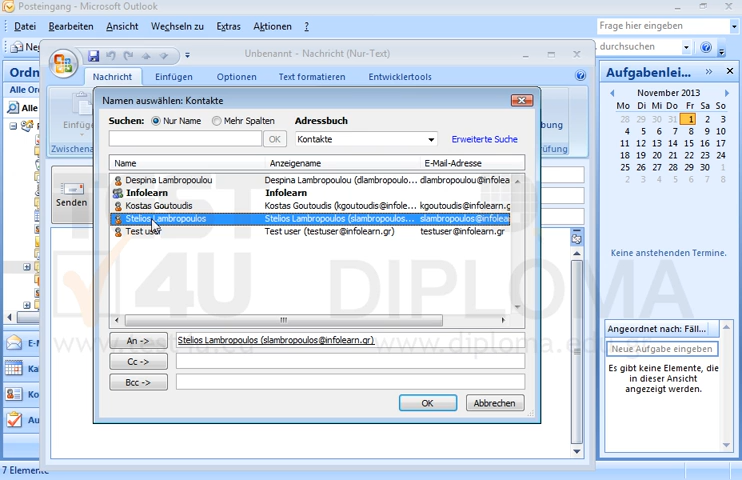 Posteingang - Microsoft Outlook
Datei Bearbeiten Ansicht Wechseln zu Extras Aktionen ?
Frage hier eingeben
durchsuchen
Unbenannt - Nachricht (Nur-Text)
Nachricht Einfügen Optionen Text formatieren Entwicklertools
Namen auswählen: Kontakte
Suchen: Nur Name Mehr Spalten Adressbuch
OK Kontakte Erweiterte Suche
Name Anzeigename E-Mail-Adresse
Despina Lambropoulou Despina Lambropoulou (dlambropoulo... dlambropoulou@infolea
Infolearn Infolearn
Kostas Goutoudis Kostas Goutoudis (kgoutoudis@infole... kgoutoudis@infolearn.g
Stelios Lambropoulos Stelios Lambropoulos (slambropoulos... slambropoulos@infolea
Test user Test user (testuser@infolearn.gr) testuser@infolearn.gr
An -> Stelios Lambropoulos (slambropoulos@infolearn.gr)
Cc ->
Bcc ->
OK Abbrechen
Senden
Aufgabenlei...
November 2013
Mo Di Mi Do Fr Sa So
28 29 30 31 1 2 3
4 5 6 7 8 9 10
11 12 13 14 15 16 17
18 19 20 21 22 23 24
25 26 27 28 29 30 1
2 3 4 5 6 7 8
Keine anstehenden Termine.
Angeordnet nach: Fäll...
Neue Aufgabe eingeben
Es gibt keine Elemente, die
in dieser Ansicht
angezeigt werden.
7 Elemente
TEST
4U DIPLOMA
www.test4u.eu www.diploma.edu.gr